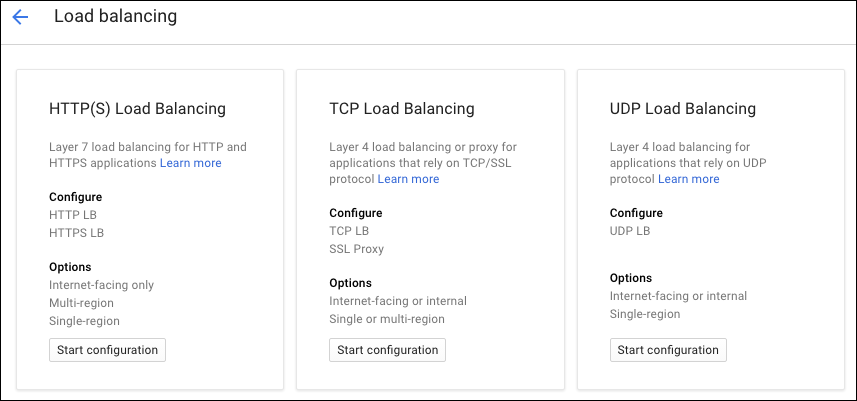 Load balancing
HTTP(S) Load Balancing
Layer 7 load balancing for HTTP and
HTTPS applications Learn more
Configure
HTTP LB
HTTPS LB
Options
Internet-facing only
Multi-region
Single-region
Start configuration
TCP Load Balancing
Layer 4 load balancing or proxy for
applications that rely on TCP/SSL
protocol Learn more
Configure
TCP LB
SSL Proxy
Options
Internet-facing or internal
Single or multi-region
Start configuration
UDP Load Balancing
Layer 4 load balancing for
applications that rely on UDP
protocol Learn more
Configure
UDP LB
Options
Internet-facing or internal
Single-region
Start configuration